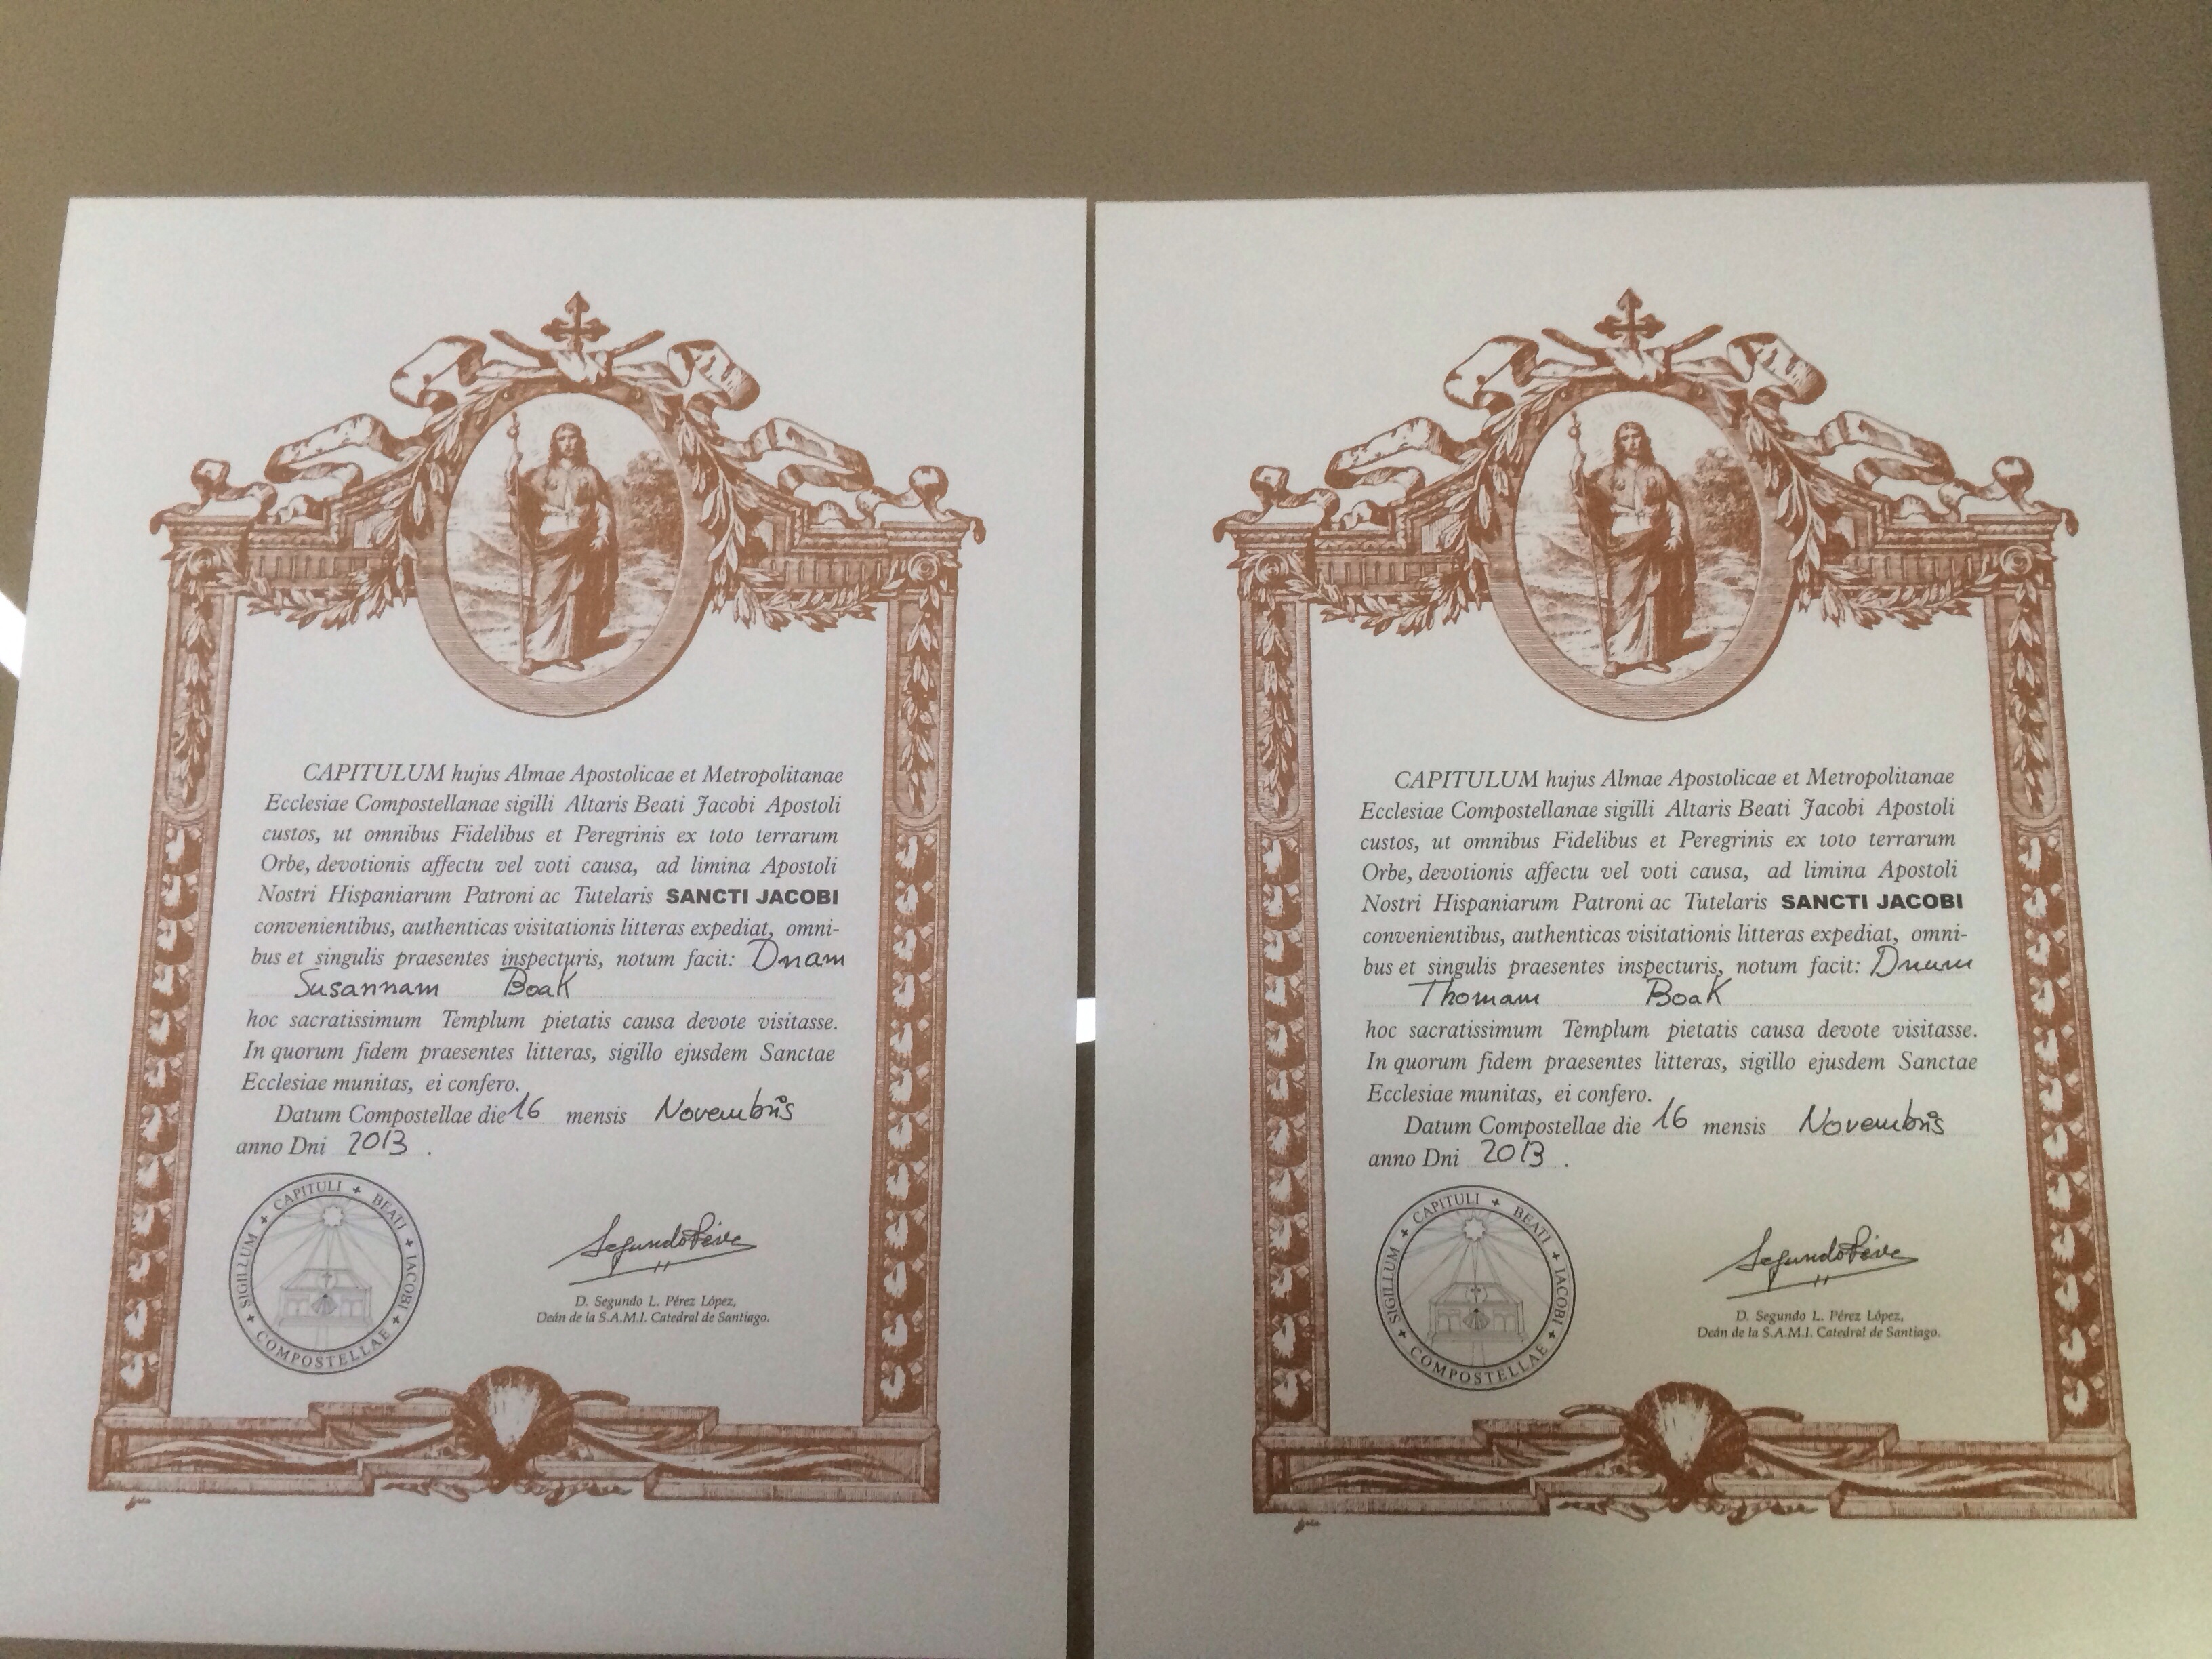 CAPITULUM hujus Almae Apostolicae et Metropolitanae
Ecclesiae Compostellanae sigilli Altaris Beati Jacobi Apostoli
custos, ut omnibus Fidelibus et Peregrinis ex toto terrarum
Orbe, devotionis affectu vel voti causa, ad limina Apostoli
Nostri Hispaniarum Patroni ac Tutelaris SANCTI JACOBI
convenientibus, authenticas visitationis litteras expediat, omni-
bus et singulis praesentes inspecturis, notum facit: Dnam
Susannam Boak
hoc sacratissimum Templum pietatis causa devote visitasse.
In quorum fidem praesentes litteras, sigillo ejusdem Sanctae
Ecclesiae munitas, ei confero.
Datum Compostellae die 16 mensis Novembris
anno Dni 2013 .
SIGILLUM + CAPITULI + BEATI + IACOBI + COMPOSTELLAE +
Segundo Pérez
D. Segundo L. Pérez López,
Deán de la S.A.M.I. Catedral de Santiago.
CAPITULUM hujus Almae Apostolicae et Metropolitanae
Ecclesiae Compostellanae sigilli Altaris Beati Jacobi Apostoli
custos, ut omnibus Fidelibus et Peregrinis ex toto terrarum
Orbe, devotionis affectu vel voti causa, ad limina Apostoli
Nostri Hispaniarum Patroni ac Tutelaris SANCTI JACOBI
convenientibus, authenticas visitationis litteras expediat, omni-
bus et singulis praesentes inspecturis, notum facit: Dnum
Thomam Boak
hoc sacratissimum Templum pietatis causa devote visitasse.
In quorum fidem praesentes litteras, sigillo ejusdem Sanctae
Ecclesiae munitas, ei confero.
Datum Compostellae die 16 mensis Novembris
anno Dni 2013 .
SIGILLUM + CAPITULI + BEATI + IACOBI + COMPOSTELLAE +
Segundo Pérez
D. Segundo L. Pérez López,
Deán de la S.A.M.I. Catedral de Santiago.